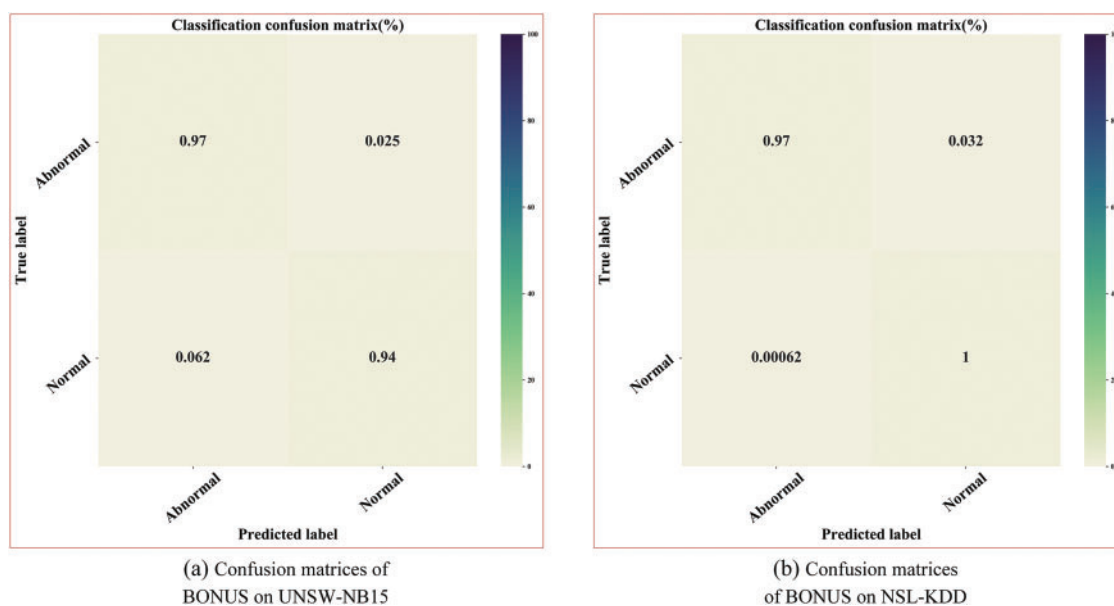 Classification confusion matrix(%)
Abnormal
Normal
True label
0.97
0.025
0.062
0.94
Abnormal
Normal
Predicted label
100
80
60
40
20
0
(a) Confusion matrices of
BONUS on UNSW-NB15
Classification confusion matrix(%)
Abnormal
Normal
True label
0.97
0.032
0.00062
1
Abnormal
Normal
Predicted label
(b) Confusion matrices
of BONUS on NSL-KDD